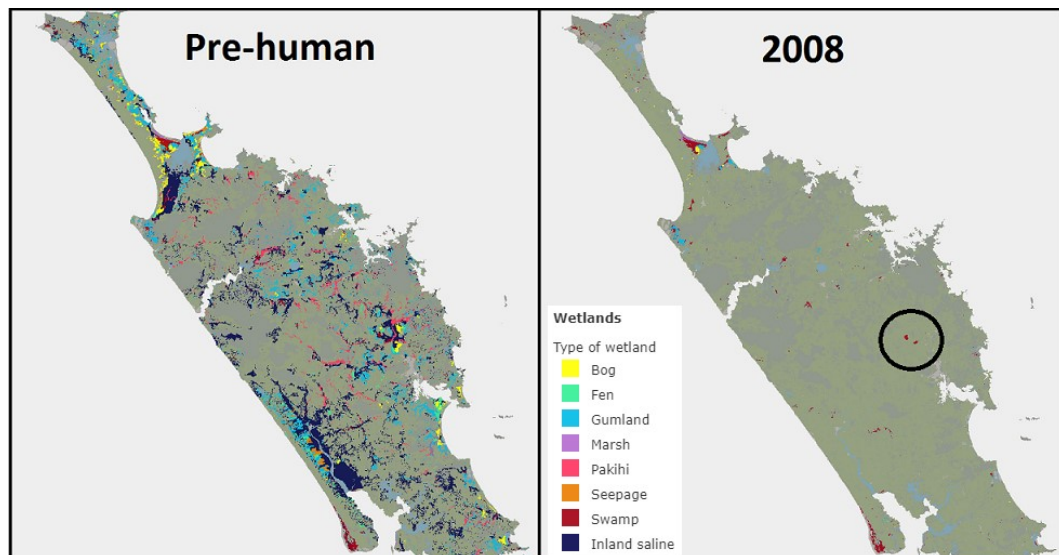 Pre-human
2008
Wetlands
Type of wetland
Bog
Fen
Gumland
Marsh
Pakihi
Seepage
Swamp
Inland saline